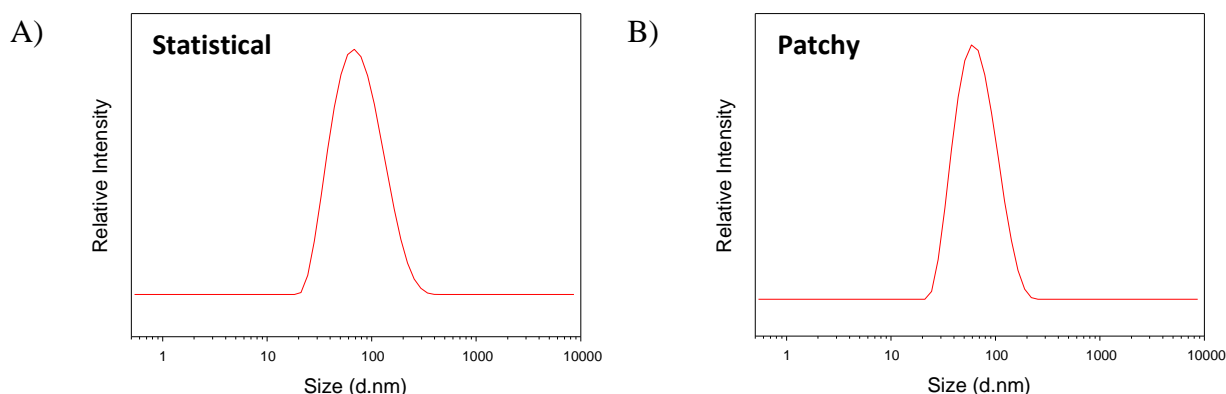 A)
Statistical
Relative Intensity
1 10 100 1000 10000
Size (d.nm)
B)
Patchy
Relative Intensity
1 10 100 1000 10000
Size (d.nm)